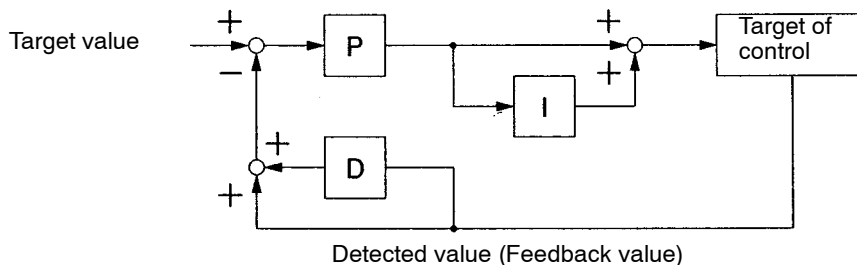 Target value
+
−
P
+
+
I
Target of
control
+
+
D
Detected value (Feedback value)